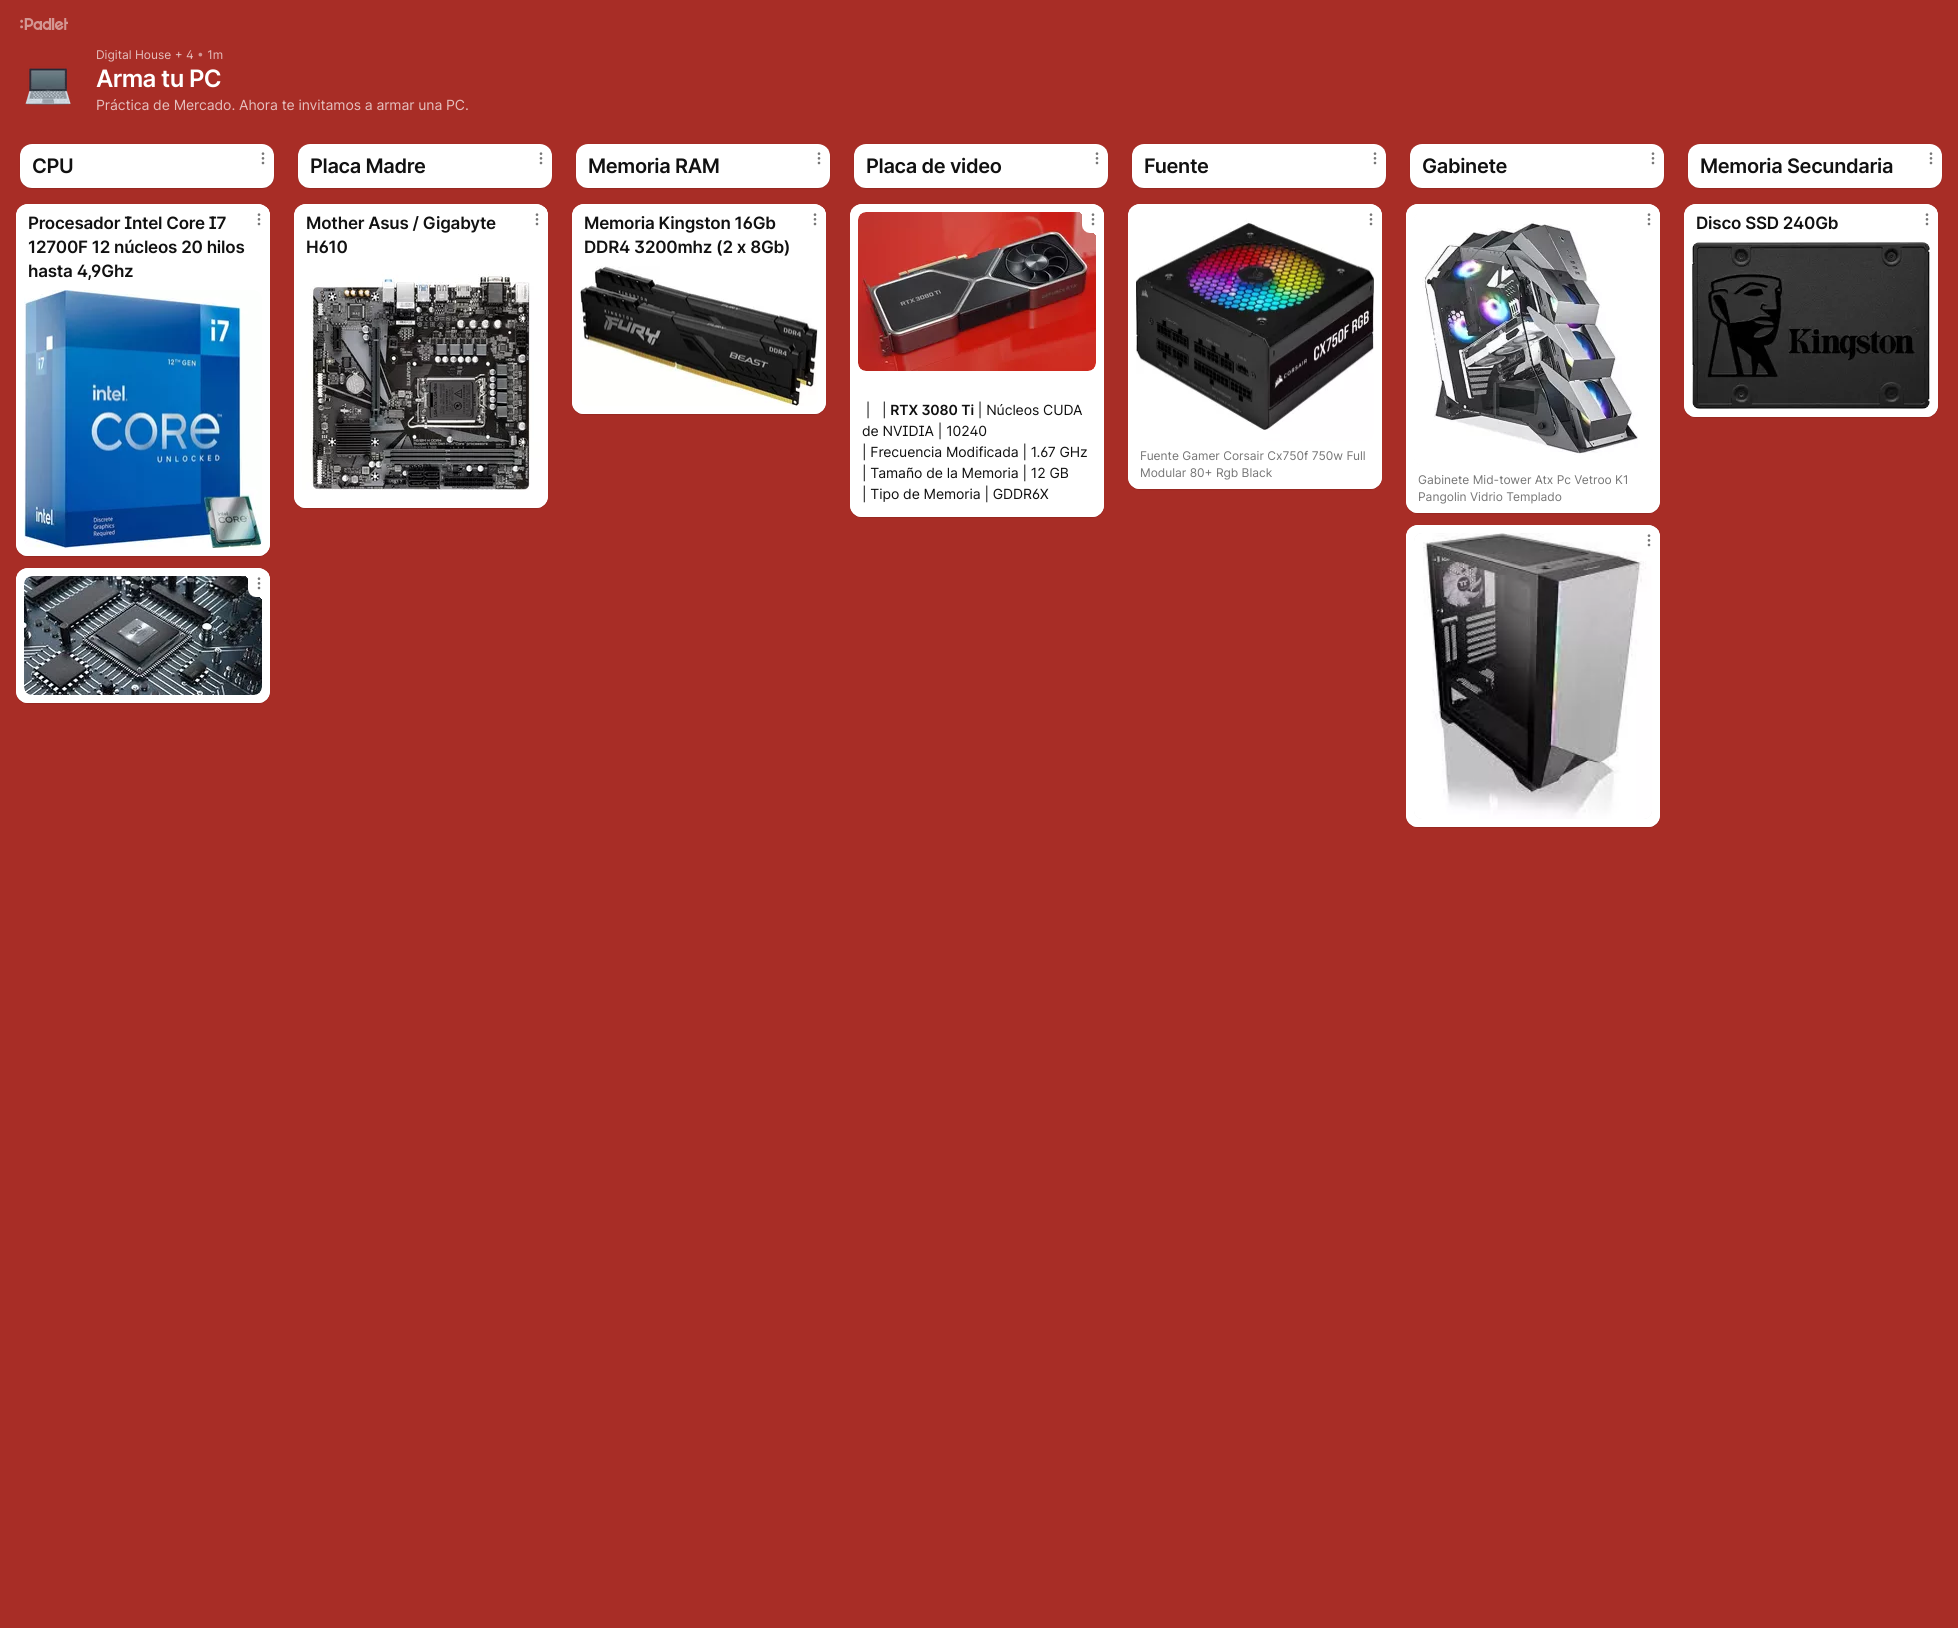 :Padlet
Digital House + 4 • 1m
Arma tu PC
Práctica de Mercado. Ahora te invitamos a armar una PC.
CPU
Procesador Intel Core I7
12700F 12 núcleos 20 hilos
hasta 4,9Ghz
i7
i7
12TH GEN
intel
CORE™
UNLOCKED
intel
Discrete
Graphics
Required
intel
CORE
Placa Madre
Mother Asus / Gigabyte
H610
Memoria RAM
Memoria Kingston 16Gb
DDR4 3200mhz (2 x 8Gb)
DDR4
DDR4
FURY
BEAST
Placa de video
RTX 3080 Ti
| | RTX 3080 Ti | Núcleos CUDA
de NVIDIA | 10240
| Frecuencia Modificada | 1.67 GHz
| Tamaño de la Memoria | 12 GB
| Tipo de Memoria | GDDR6X
Fuente
CORSAIR CX750F RGB
Fuente Gamer Corsair Cx750f 750w Full
Modular 80+ Rgb Black
Gabinete
Gabinete Mid-tower Atx Pc Vetroo K1
Pangolin Vidrio Templado
Memoria Secundaria
Disco SSD 240Gb
Kingston